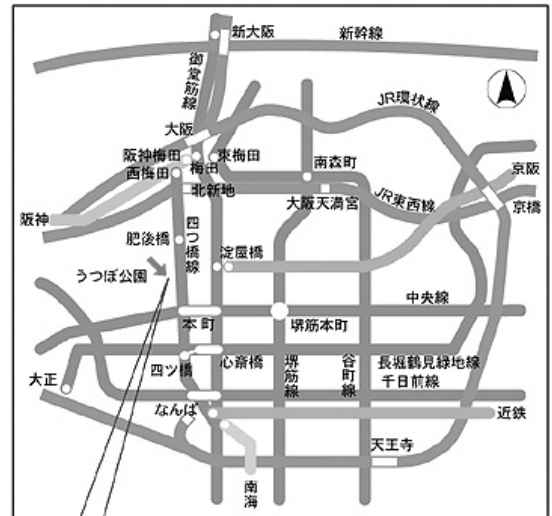 新大阪
新幹線
御堂筋線
JR環状線
大阪
阪神梅田
東梅田
梅田
西梅田
南森町
京阪
北新地
大阪天満宮
JR東西線
京橋
阪神
四つ橋線
肥後橋
淀屋橋
うつぼ公園
中央線
本町
堺筋本町
四ツ橋
心斎橋
堺筋線
谷町線
長堀鶴見緑地線
大正
千日前線
なんば
近鉄
天王寺
南海